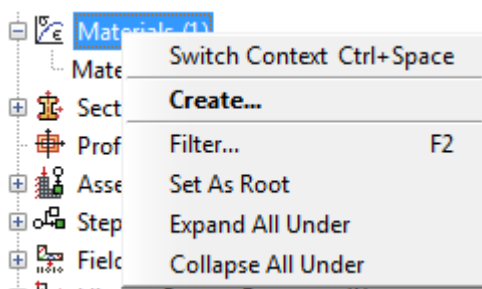 Materials (1)
Switch Context Ctrl+Space
Mate
Create...
Sect
Prof
Filter... F2
Asse
Set As Root
Step
Expand All Under
Field
Collapse All Under